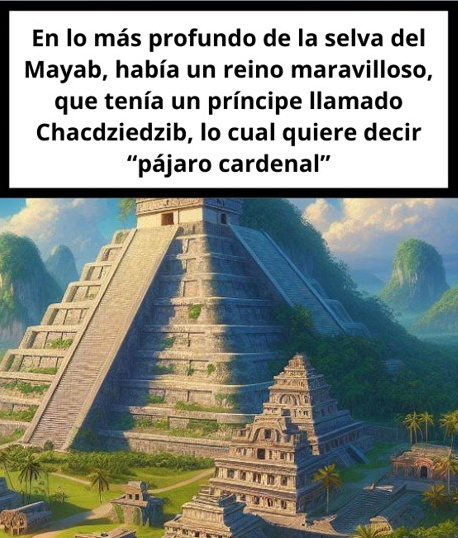 En lo más profundo de la selva del
Mayab, había un reino maravilloso,
que tenía un príncipe llamado
Chacdziedzib, lo cual quiere decir
“pájaro cardenal”